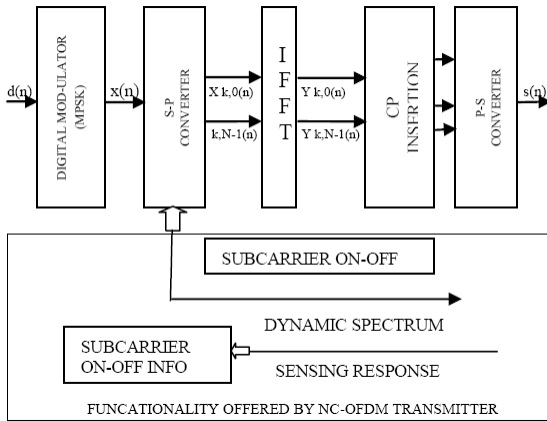 d(n)
DIGITAL MOD-ULATOR
(MPSK)
x(n)
S-P
CONVERTER
X k,0(n)
k,N-1(n)
I
F
F
T
Y k,0(n)
Y k,N-1(n)
CP
INSERTION
P-S
CONVERTER
s(n)
SUBCARRIER ON-OFF
DYNAMIC SPECTRUM
SUBCARRIER
ON-OFF INFO
SENSING RESPONSE
FUNCATIONALITY OFFERED BY NC-OFDM TRANSMITTER